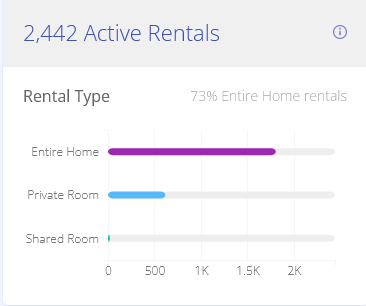 2,442 Active Rentals
Rental Type 73% Entire Home rentals
Entire Home
Private Room
Shared Room
0 500 1K 1.5K 2K